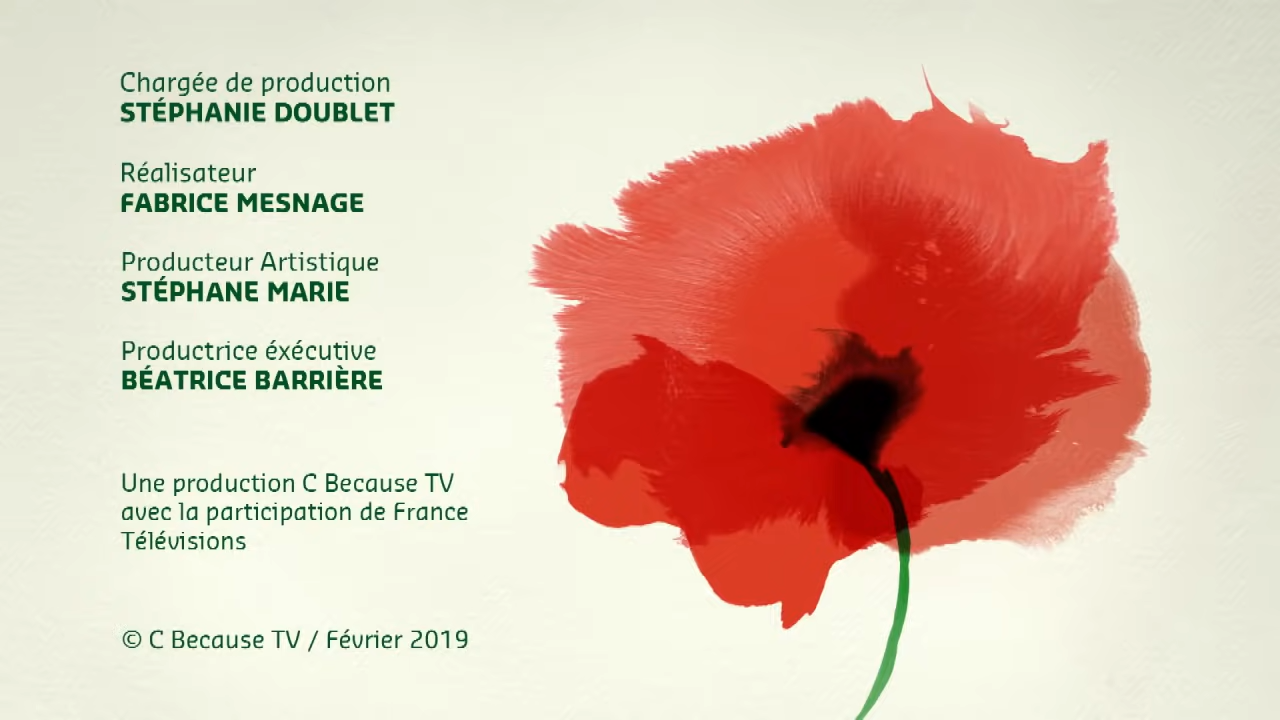 Chargée de production
STÉPHANIE DOUBLET
Réalisateur
FABRICE MESNAGE
Producteur Artistique
STÉPHANE MARIE
Productrice éxécutive
BÉATRICE BARRIÈRE
Une production C Because TV
avec la participation de France
Télévisions
© C Because TV / Février 2019